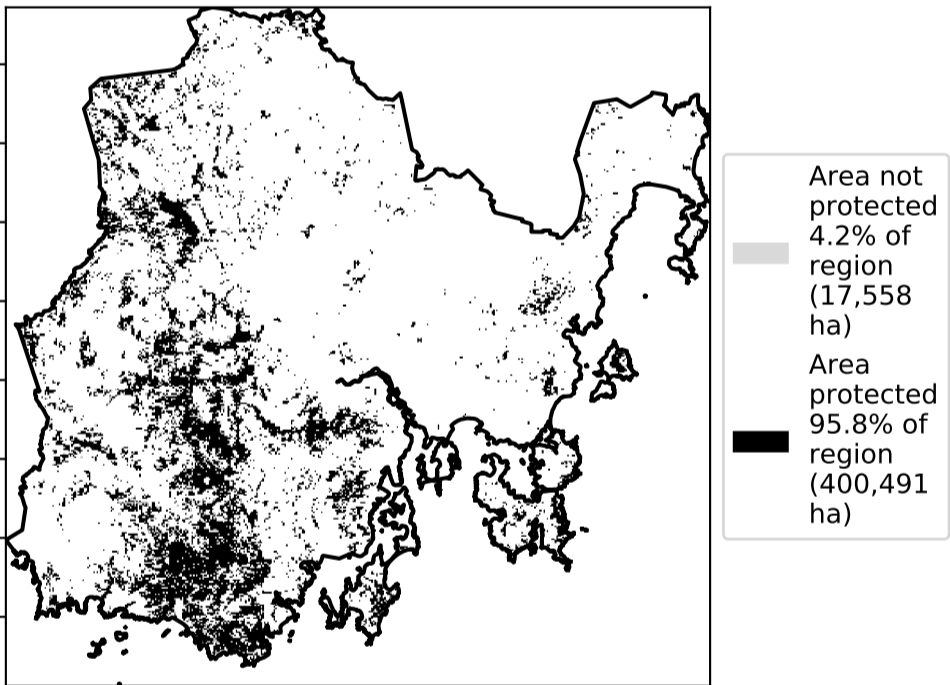 Area not
protected
4.2% of
region
(17,558
ha)
Area
protected
95.8% of
region
(400,491
ha)